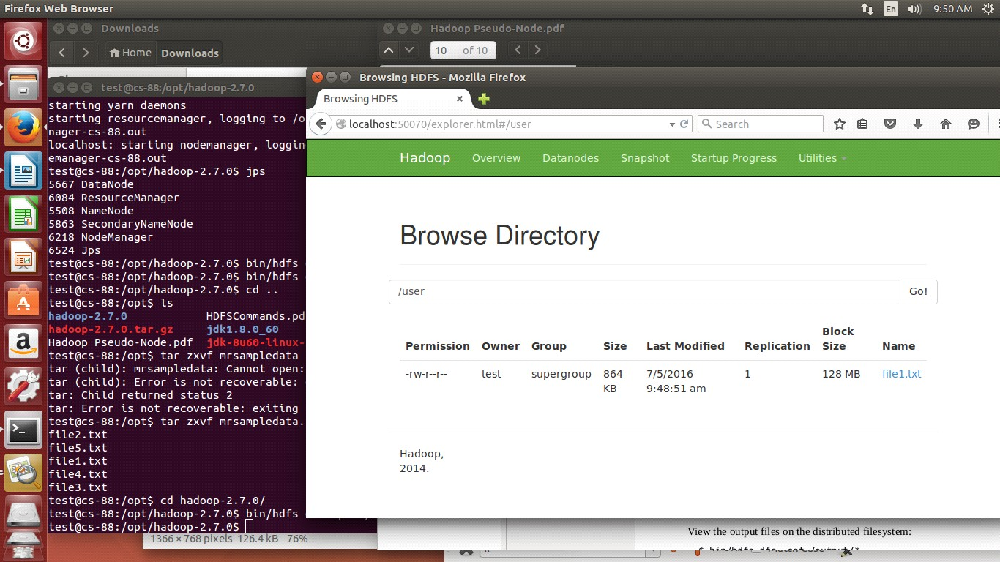 Firefox Web Browser
En
9:50 AM
Downloads
Home
Downloads
Hadoop Pseudo-Node.pdf
10 of 10
test@cs-88:/opt/hadoop-2.7.0
starting yarn daemons
starting resourcemanager, logging to /o
nager-cs-88.out
localhost: starting nodemanager, loggin
emanager-cs-88.out
test@cs-88:/opt/hadoop-2.7.0$ jps
5667 DataNode
6084 ResourceManager
5508 NameNode
5863 SecondaryNameNode
6218 NodeManager
6524 Jps
test@cs-88:/opt/hadoop-2.7.0$ bin/hdfs
test@cs-88:/opt/hadoop-2.7.0$ bin/hdfs
test@cs-88:/opt/hadoop-2.7.0$ cd ..
test@cs-88:/opt$ ls
hadoop-2.7.0 HDFSCommands.pd
hadoop-2.7.0.tar.gz jdk1.8.0_60
Hadoop Pseudo-Node.pdf jdk-8u60-linux-
test@cs-88:/opt$ tar zxvf mrsampledata
tar (child): mrsampledata: Cannot open:
tar (child): Error is not recoverable:
tar: Child returned status 2
tar: Error is not recoverable: exiting
test@cs-88:/opt$ tar zxvf mrsampledata.
file2.txt
file5.txt
file1.txt
file4.txt
file3.txt
test@cs-88:/opt$ cd hadoop-2.7.0/
test@cs-88:/opt/hadoop-2.7.0$ bin/hdfs
test@cs-88:/opt/hadoop-2.7.0$
1366 × 768 pixels 126.4 kB 76%
Browsing HDFS - Mozilla Firefox
Browsing HDFS
localhost:50070/explorer.html#/user
Search
Hadoop Overview Datanodes Snapshot Startup Progress Utilities
Browse Directory
/user Go!
Permission Owner Group Size Last Modified Replication Block Size Name
-rw-r--r-- test supergroup 864 KB 7/5/2016 9:48:51 am 1 128 MB file1.txt
Hadoop,
2014.
View the output files on the distributed filesystem: